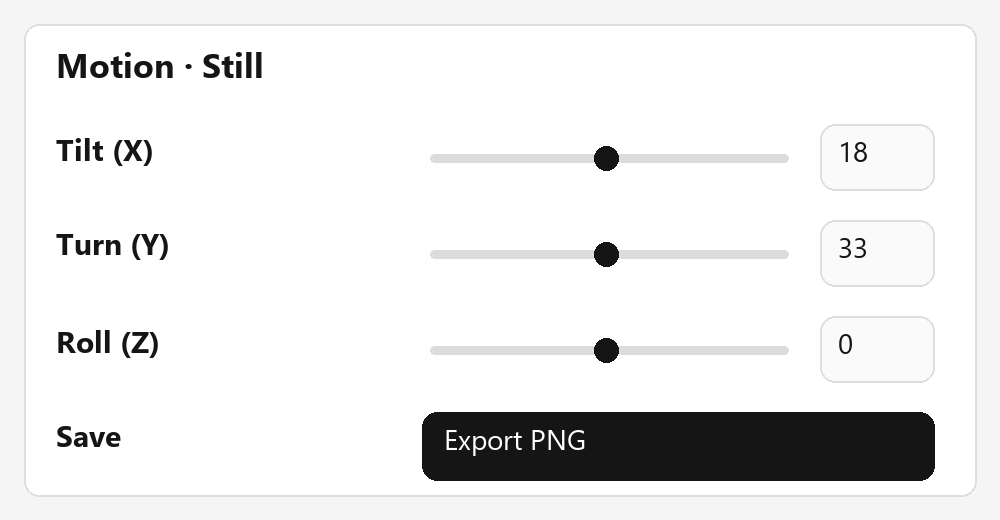 Motion · Still
Tilt (X) 18
Turn (Y) 33
Roll (Z) 0
Save Export PNG